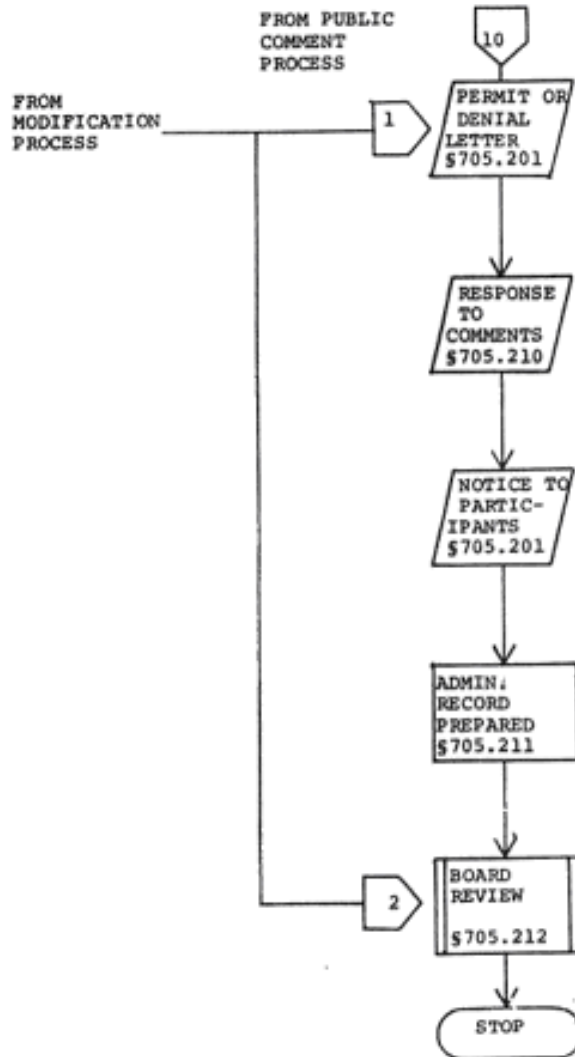 FROM PUBLIC
COMMENT
PROCESS
10
FROM
MODIFICATION
PROCESS
1
PERMIT OR
DENIAL
LETTER
§705.201
RESPONSE
TO
COMMENTS
§705.210
NOTICE TO
PARTIC-
IPANTS
§705.201
ADMIN.
RECORD
PREPARED
§705.211
2
BOARD
REVIEW
§705.212
STOP